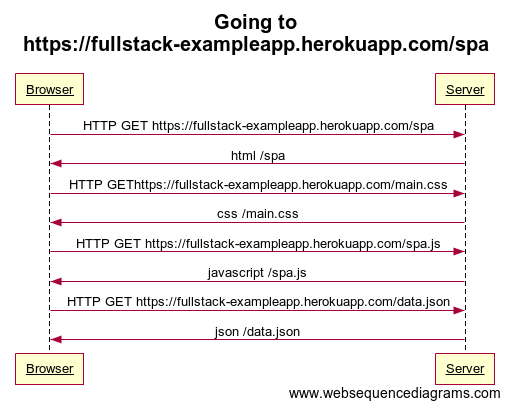 Going to
https://fullstack-exampleapp.herokuapp.com/spa
Browser
Server
HTTP GET https://fullstack-exampleapp.herokuapp.com/spa
html /spa
HTTP GEThttps://fullstack-exampleapp.herokuapp.com/main.css
css /main.css
HTTP GET https://fullstack-exampleapp.herokuapp.com/spa.js
javascript /spa.js
HTTP GET https://fullstack-exampleapp.herokuapp.com/data.json
json /data.json
Browser
Server
www.websequencediagrams.com